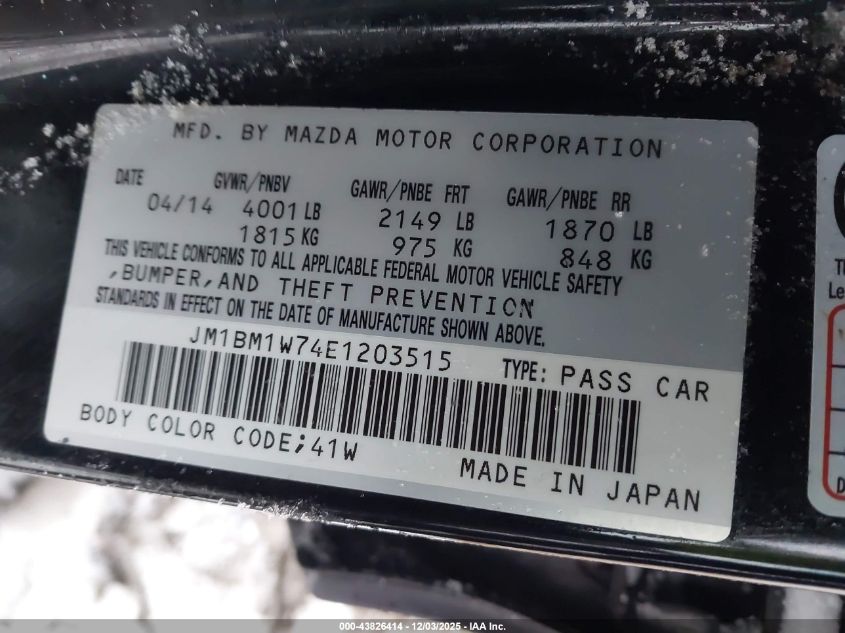 MFD. BY MAZDA MOTOR CORPORATION
DATE GVWR/PNBV GAWR/PNBE FRT GAWR/PNBE RR
04/14 4001 LB 2149 LB 1870 LB
1815 KG 975 KG 848 KG
THIS VEHICLE CONFORMS TO ALL APPLICABLE FEDERAL MOTOR VEHICLE SAFETY
,BUMPER,AND THEFT PREVENTION
STANDARDS IN EFFECT ON THE DATE OF MANUFACTURE SHOWN ABOVE.
JM1BM1W74E1203515 TYPE: PASS CAR
BODY COLOR CODE;41W
MADE IN JAPAN
000-43826414 - 12/03/2025 - IAA Inc.